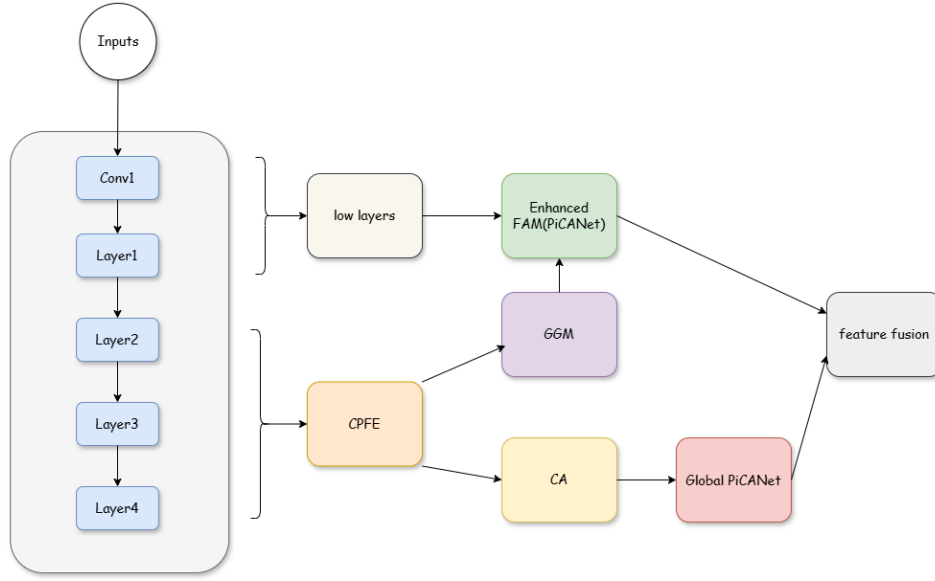 Inputs
Conv1
Layer1
Layer2
Layer3
Layer4
low layers
CPFE
Enhanced
FAM(PiCANet)
GGM
CA
Global PiCANet
feature fusion